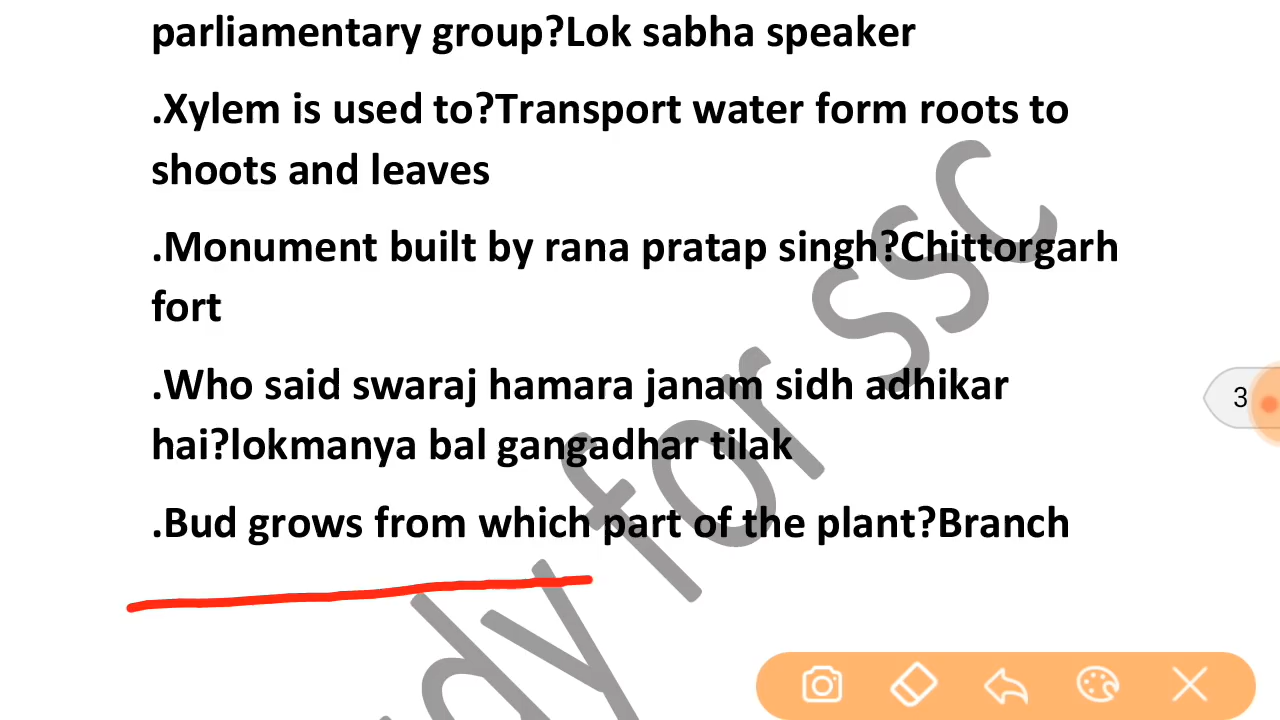 parliamentary group?Lok sabha speaker
.Xylem is used to?Transport water form roots to
shoots and leaves
.Monument built by rana pratap singh?Chittorgarh
fort
.Who said swaraj hamara janam sidh adhikar
hai?lokmanya bal gangadhar tilak
.Bud grows from which part of the plant?Branch
3
dy for ssc